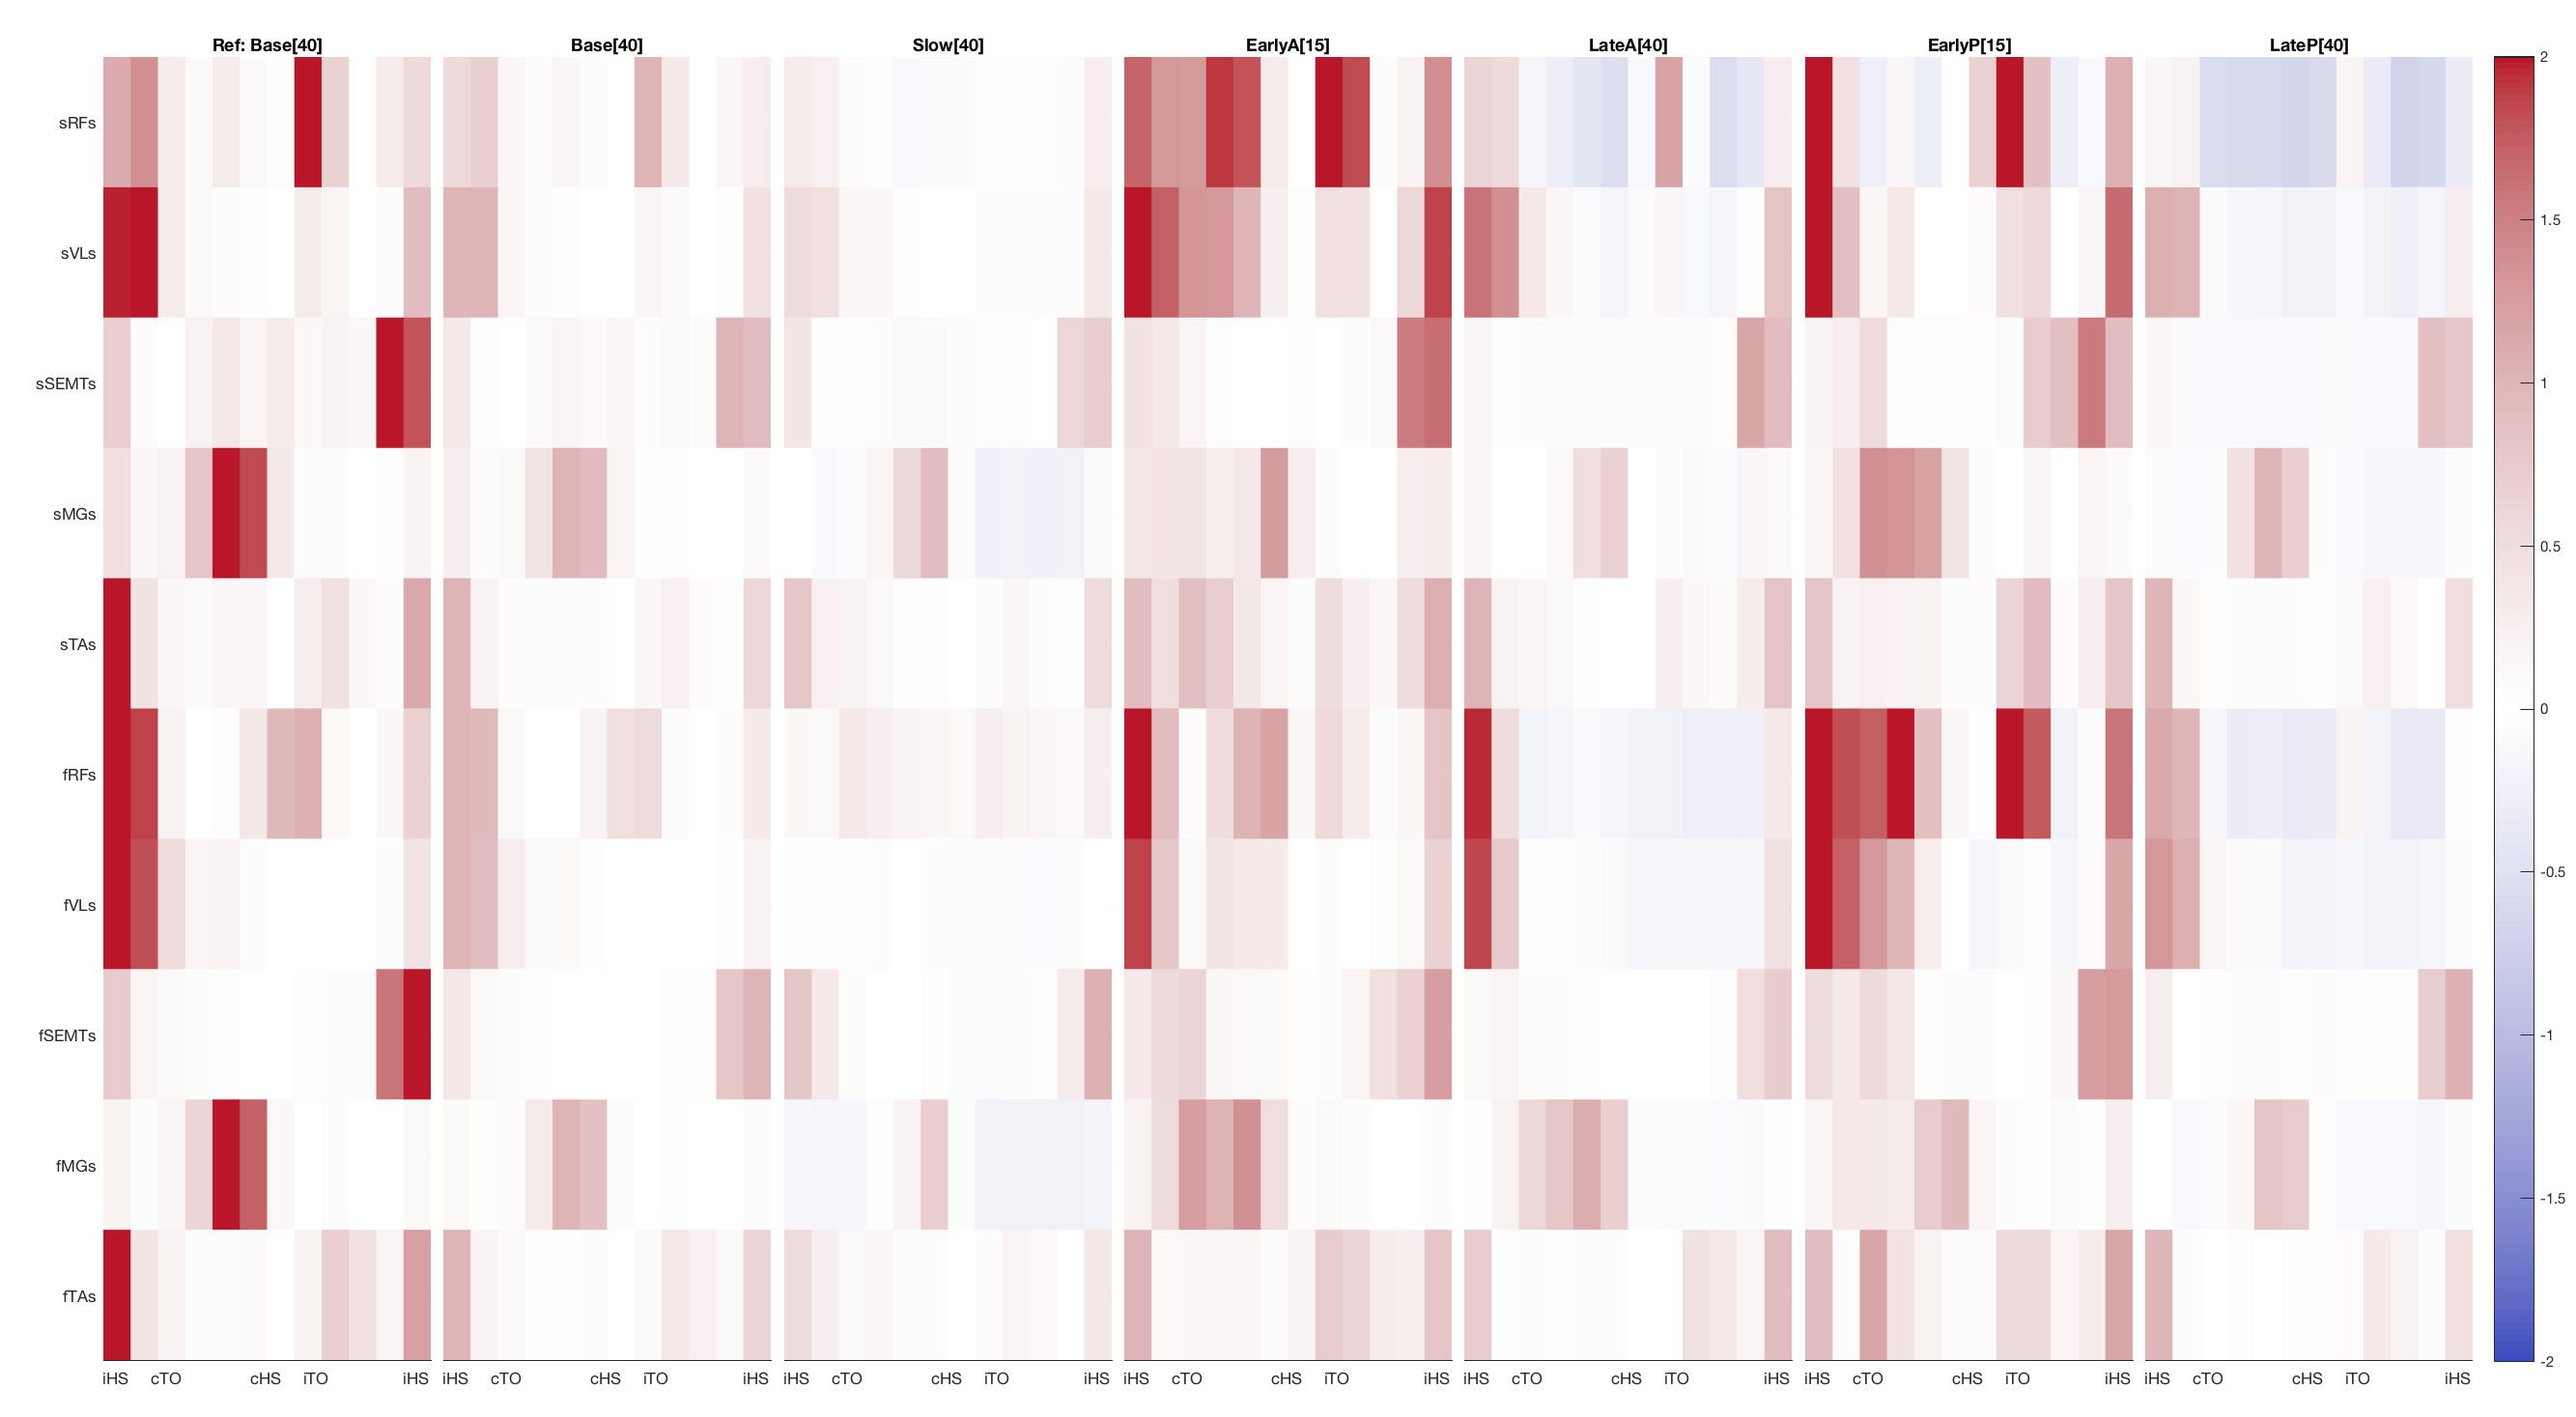 Ref: Base[40] Base[40] Slow[40] EarlyA[15] LateA[40] EarlyP[15] LateP[40]
2
sRFs
1.5
sVLs
sSEMTs
1
sMGs
0.5
sTAs
0
fRFs
-0.5
fVLs
fSEMTs
-1
fMGs
-1.5
fTAs
-2
iHS cTO cHS iTO iHS iHS cTO cHS iTO iHS iHS cTO cHS iTO iHS iHS cTO cHS iTO iHS iHS cTO cHS iTO iHS iHS cTO cHS iTO iHS iHS cTO cHS iTO iHS